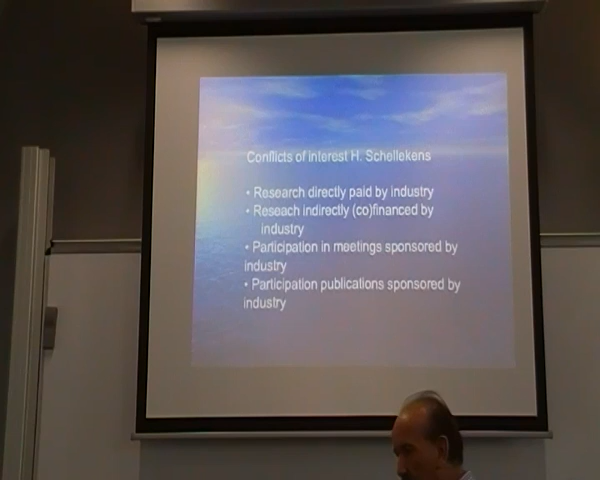 Conflicts of interest H. Schellekens
• Research directly paid by industry
• Reseach indirectly (co)financed by
industry
• Participation in meetings sponsored by
industry
• Participation publications sponsored by
industry